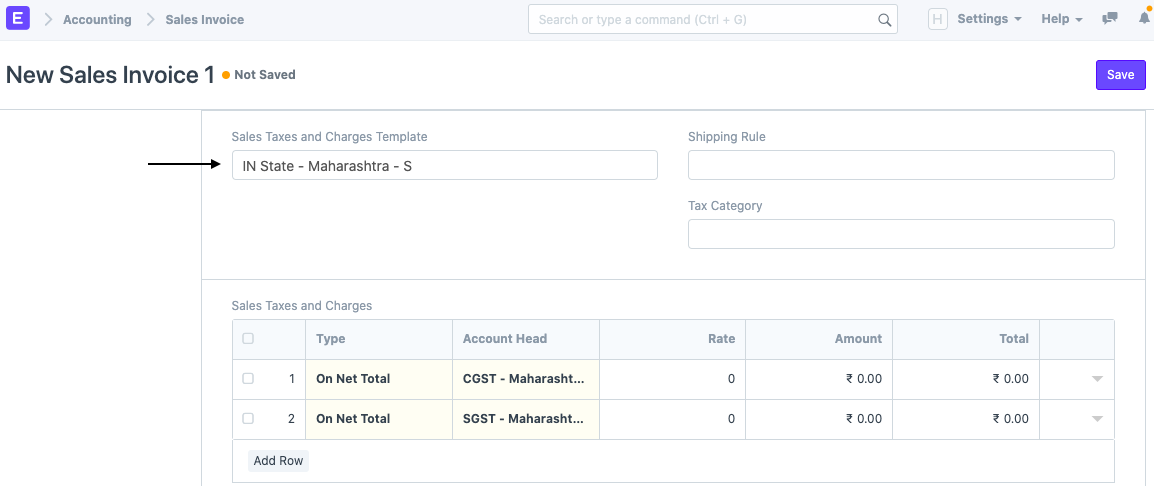 E Accounting Sales Invoice Search or type a command (Ctrl + G) H Settings Help
New Sales Invoice 1 Not Saved Save
Sales Taxes and Charges Template Shipping Rule
IN State - Maharashtra - S
Tax Category
Sales Taxes and Charges
Type Account Head Rate Amount Total
1 On Net Total CGST - Maharasht... 0 ₹ 0.00 ₹ 0.00
2 On Net Total SGST - Maharasht... 0 ₹ 0.00 ₹ 0.00
Add Row